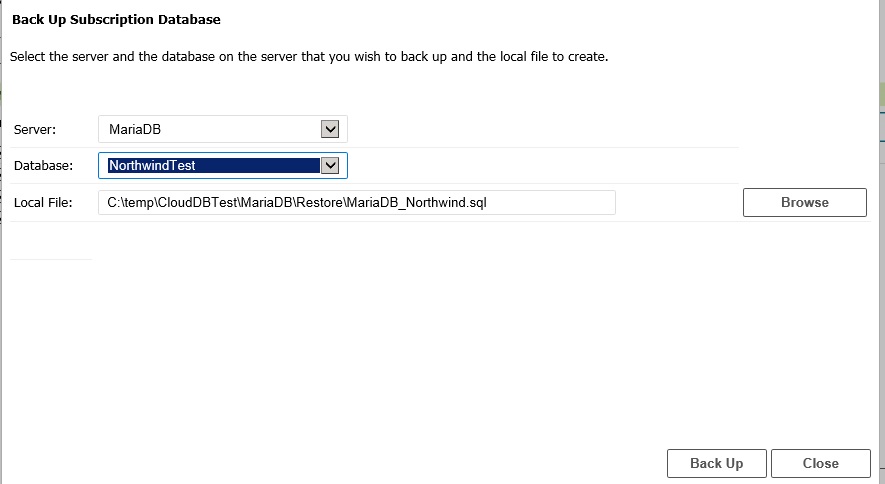 Back Up Subscription Database
Select the server and the database on the server that you wish to back up and the local file to create.
Server: MariaDB
Database: NorthwindTest
Local File: C:\temp\CloudDBTest\MariaDB\Restore\MariaDB_Northwind.sql Browse
Back Up Close